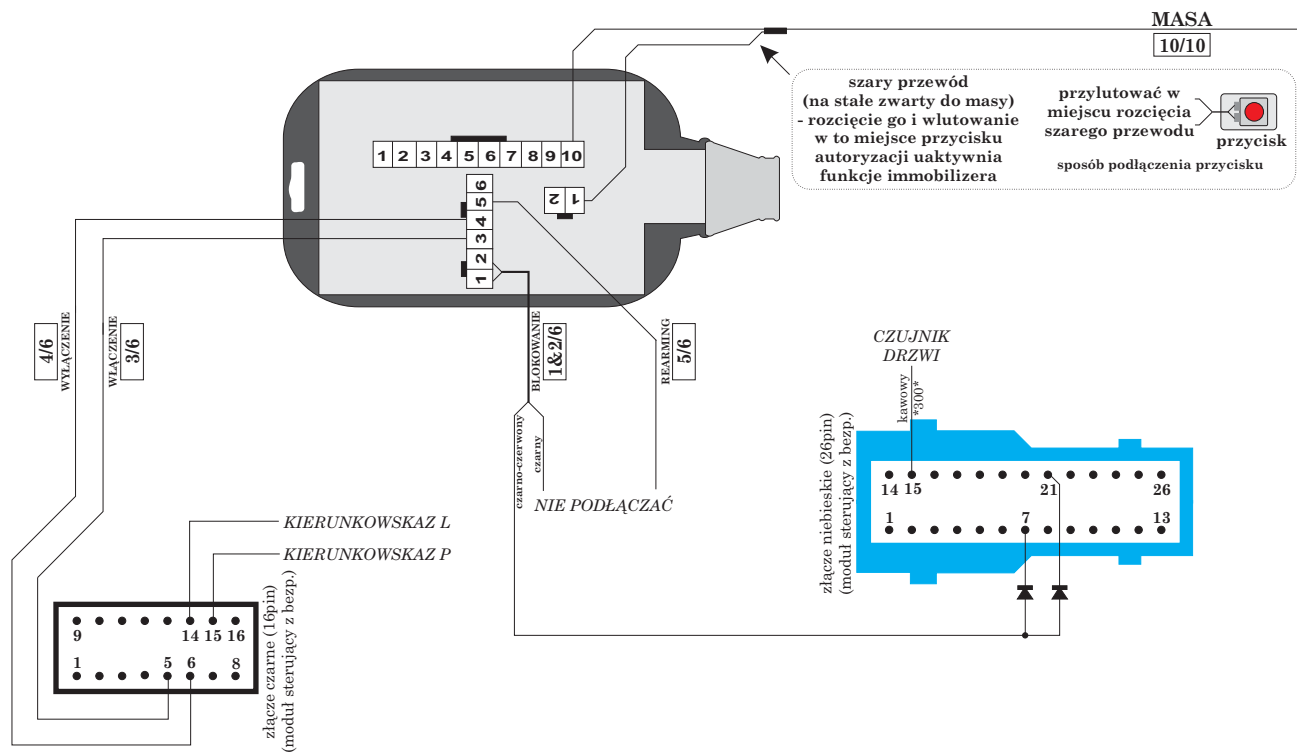 MASA
10/10
szary przewód
(na stałe zwarty do masy)
- rozcięcie go i wlutowanie
w to miejsce przycisku
autoryzacji uaktywnia
funkcje immobilizera
przylutować w
miejscu rozcięcia
szarego przewodu
przycisk
sposób podłączenia przycisku
1 2 3 4 5 6 7 8 9 10
6
5
4
3
2
1
2 1
4/6
WYŁĄCZENIE
WŁĄCZENIE
3/6
BLOKOWANIE
1&2/6
REARMING
5/6
czarno-czerwony
czarny
NIE PODŁĄCZAĆ
CZUJNIK
DRZWI
kawowy
*300*
złącze niebieskie (26pin)
(moduł sterujący z bezp.)
14 15 21 26
1 7 13
KIERUNKOWSKAZ L
KIERUNKOWSKAZ P
9 14 15 16
1 5 6 8
złącze czarne (16pin)
(moduł sterujący z bezp.)